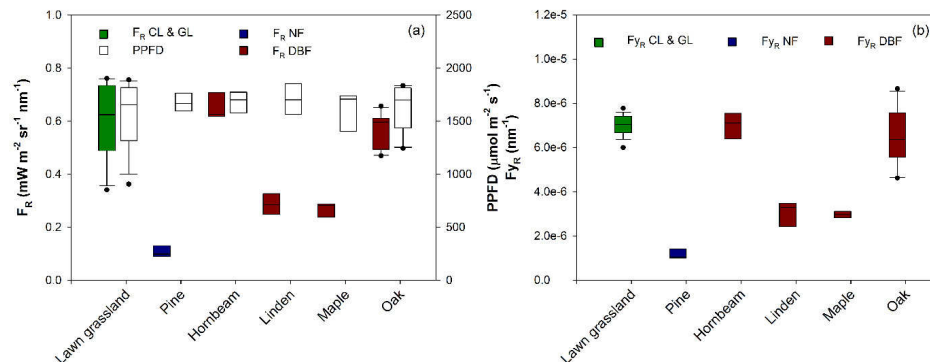 F_R CL & GL
F_R NF
(a)
PPFD
F_R DBF
F_R (mW m⁻² sr⁻¹ nm⁻¹)
1.0
0.8
0.6
0.4
0.2
0.0
2500
2000
1500
1000
500
0
PPFD (μmol m⁻² s⁻¹)
Lawn grassland
Pine
Hornbeam
Linden
Maple
Oak
Fy_R CL & GL
Fy_R NF
Fy_R DBF
(b)
Fy_R (nm⁻¹)
1.2e-5
1.0e-5
8.0e-6
6.0e-6
4.0e-6
2.0e-6
0.0
Lawn grassland
Pine
Hornbeam
Linden
Maple
Oak